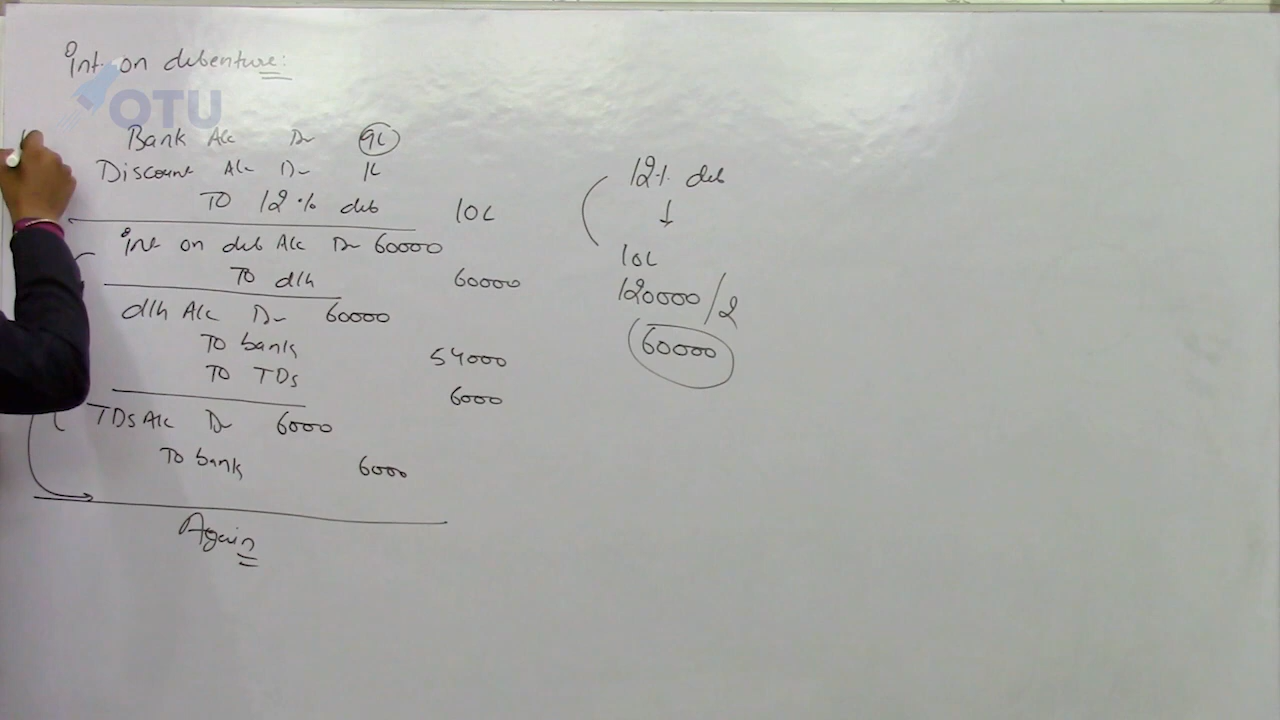 Int. on debenture:
OTU
Bank A/c Dr 9L
Discount A/c Dr 1L
To 12% deb 10L
Int on deb A/c Dr 60000
To d/h 60000
d/h A/c Dr 60000
To bank 54000
To TDs 6000
TDs A/c Dr 6000
To bank 6000
Again
12% deb
↓
10L
120000/2
60000